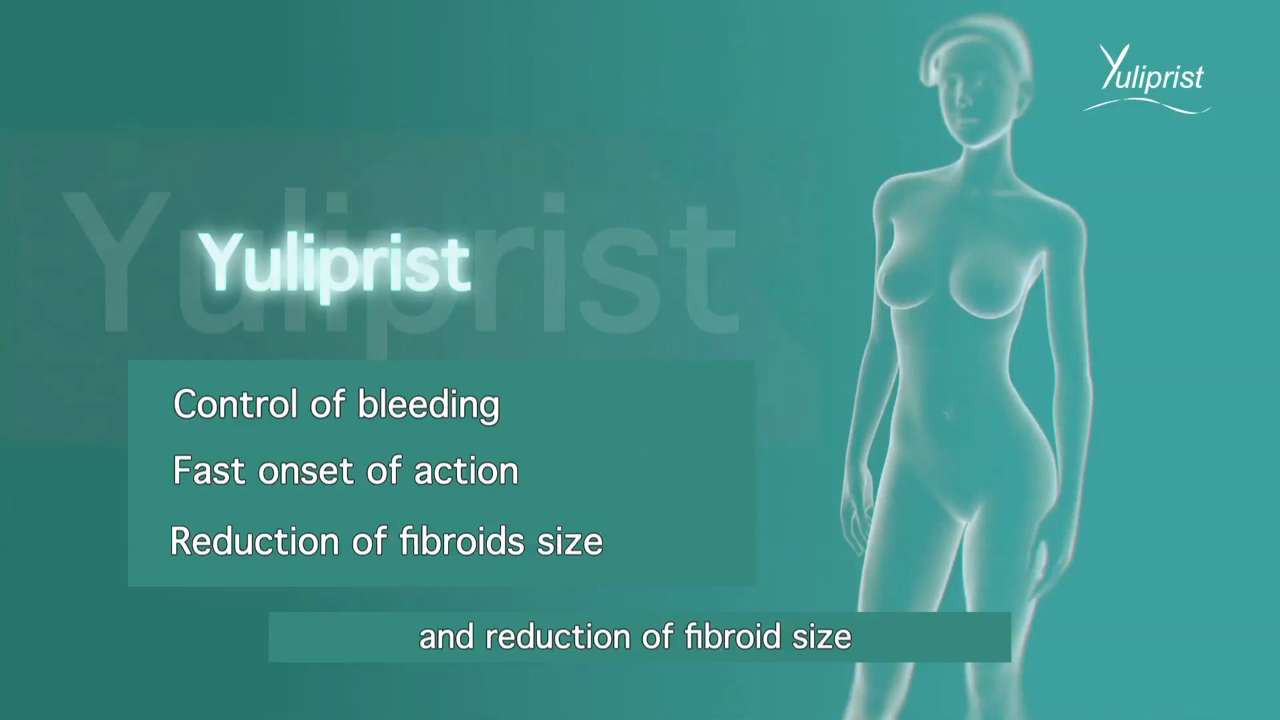 Yuliprist
Yuliprist
Yuliprist
Control of bleeding
Fast onset of action
Reduction of fibroids size
and reduction of fibroid size